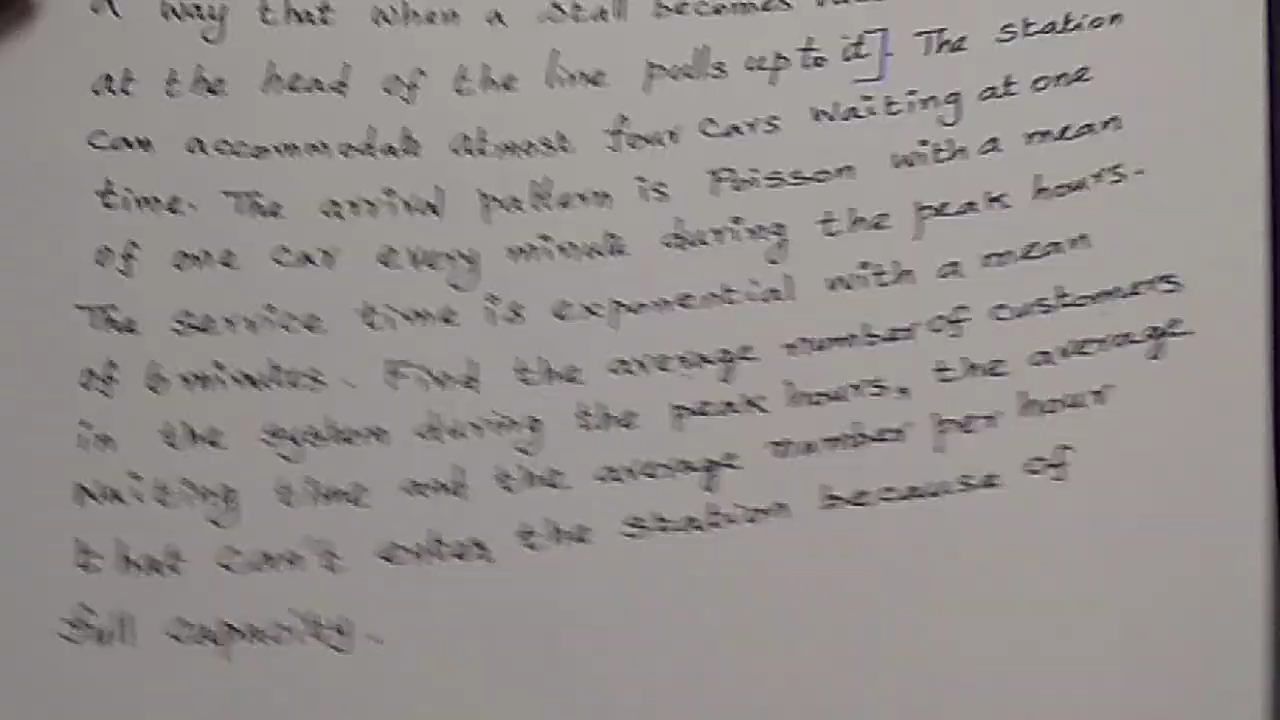 a way that when a stall becomes
at the head of the line pulls up to it]. The station
can accommodate atmost four cars waiting at one
time. The arrival pattern is Poisson with a mean
of one car every minute during the peak hours.
The service time is exponential with a mean
of 6 minutes. Find the average number of customers
in the system during the peak hours, the average
waiting time and the average number per hour
that can't enter the station because of
full capacity.